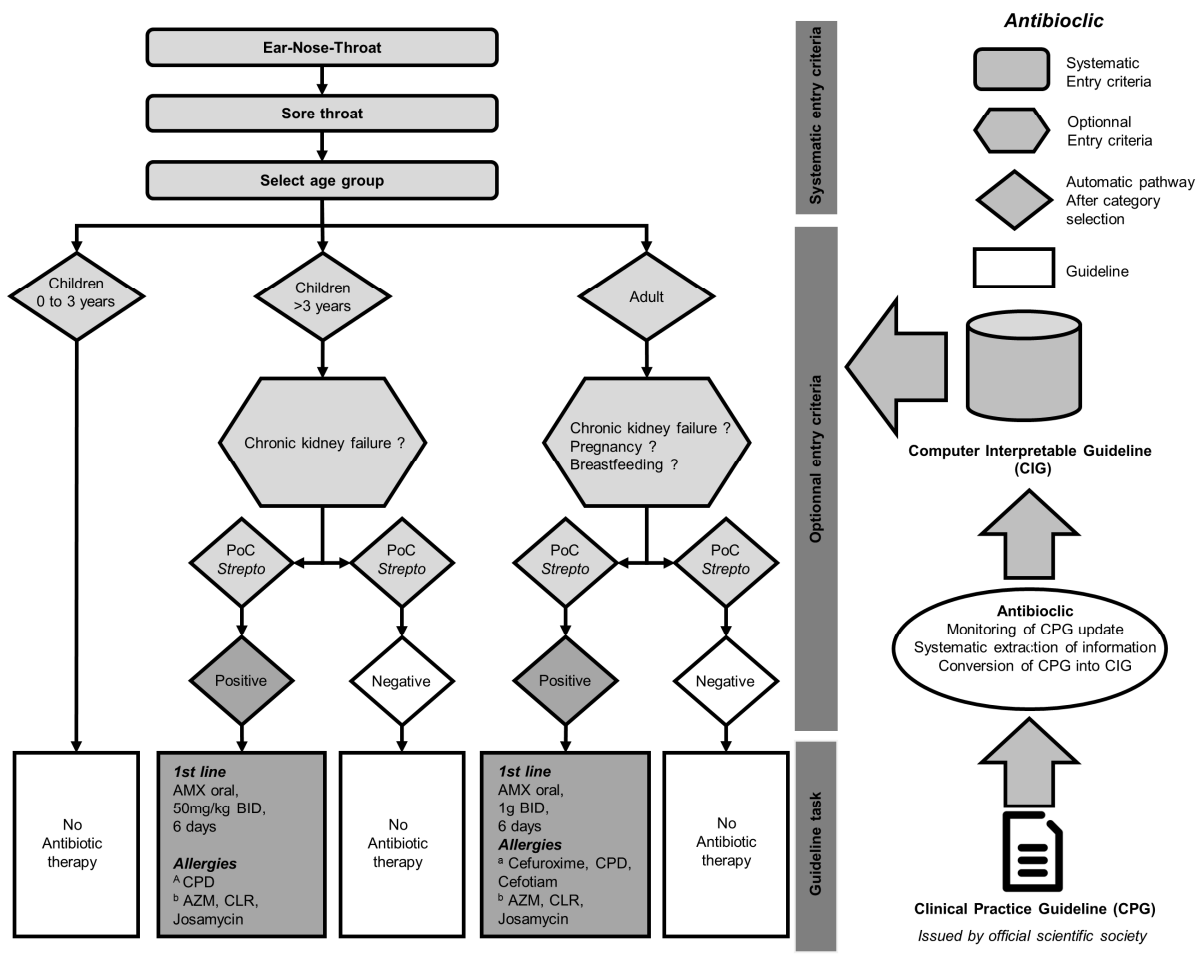 Ear-Nose-Throat
Sore throat
Select age group
Children
0 to 3 years
Children
>3 years
Adult
Chronic kidney failure ?
Chronic kidney failure ?
Pregnancy ?
Breastfeeding ?
PoC
Strepto
PoC
Strepto
PoC
Strepto
PoC
Strepto
Positive
Negative
Positive
Negative
No
Antibiotic
therapy
1st line
AMX oral,
50mg/kg BID,
6 days
Allergies
A CPD
b AZM, CLR,
Josamycin
No
Antibiotic
therapy
1st line
AMX oral,
1g BID,
6 days
Allergies
a Cefuroxime, CPD,
Cefotiam
b AZM, CLR,
Josamycin
No
Antibiotic
therapy
Systematic entry criteria
Optionnal entry criteria
Guideline task
Antibioclic
Systematic
Entry criteria
Optionnal
Entry criteria
Automatic pathway
After category
selection
Guideline
Computer Interpretable Guideline
(CIG)
Antibioclic
Monitoring of CPG update
Systematic extraction of information
Conversion of CPG into CIG
Clinical Practice Guideline (CPG)
Issued by official scientific society